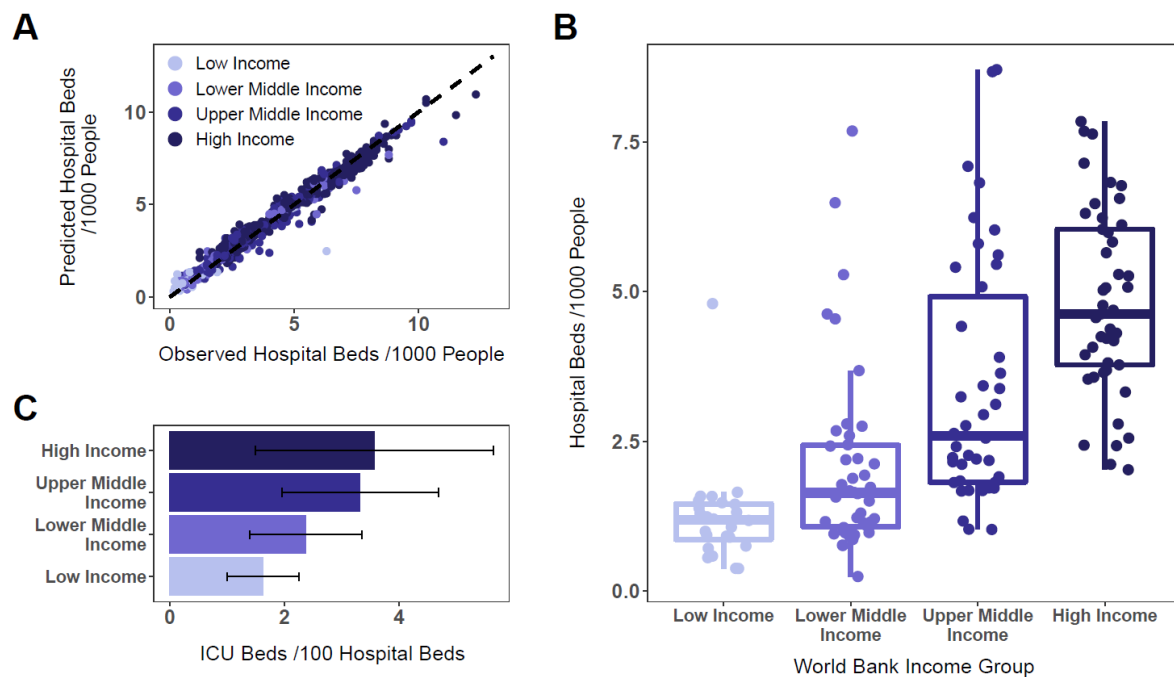 A
Predicted Hospital Beds
/1000 People
10
5
0
Low Income
Lower Middle Income
Upper Middle Income
High Income
0
5
10
Observed Hospital Beds /1000 People
B
Hospital Beds /1000 People
7.5
5.0
2.5
0.0
Low Income
Lower Middle
Income
Upper Middle
Income
High Income
World Bank Income Group
C
High Income
Upper Middle
Income
Lower Middle
Income
Low Income
0
2
4
ICU Beds /100 Hospital Beds